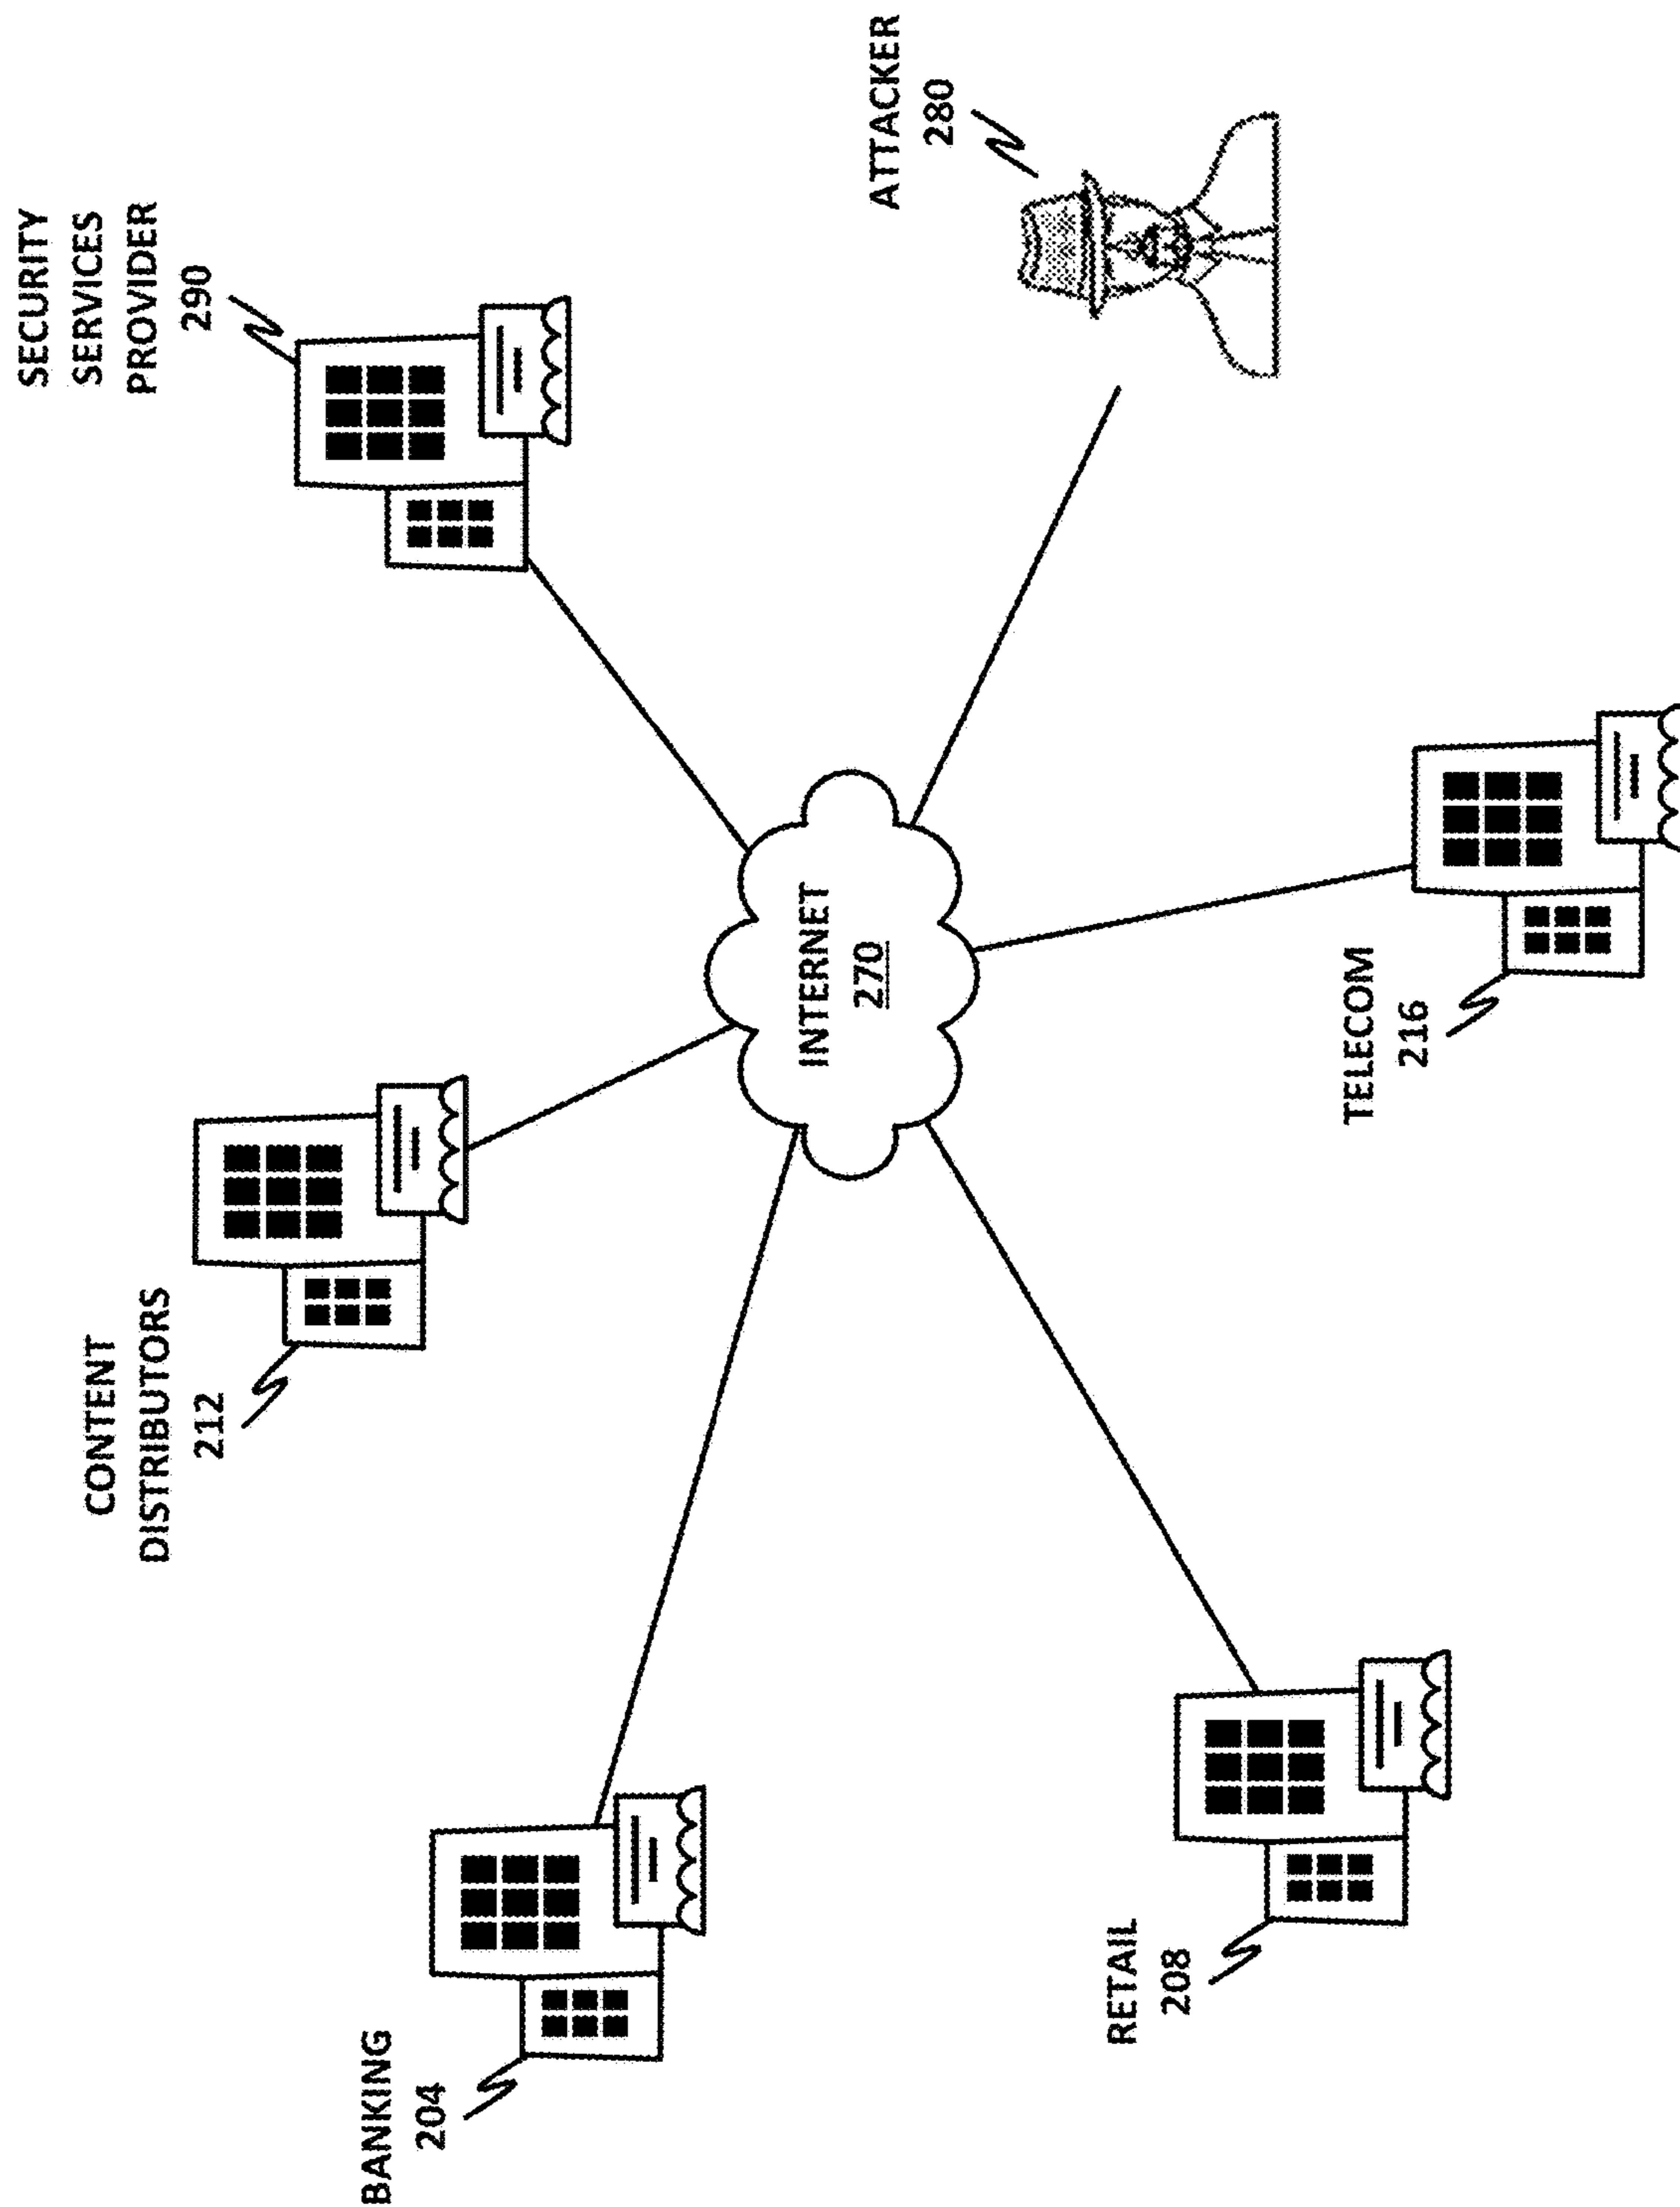 SECURITY
SERVICES
PROVIDER
290
CONTENT
DISTRIBUTORS
212
BANKING
204
ATTACKER
280
INTERNET
270
RETAIL
208
TELECOM
216